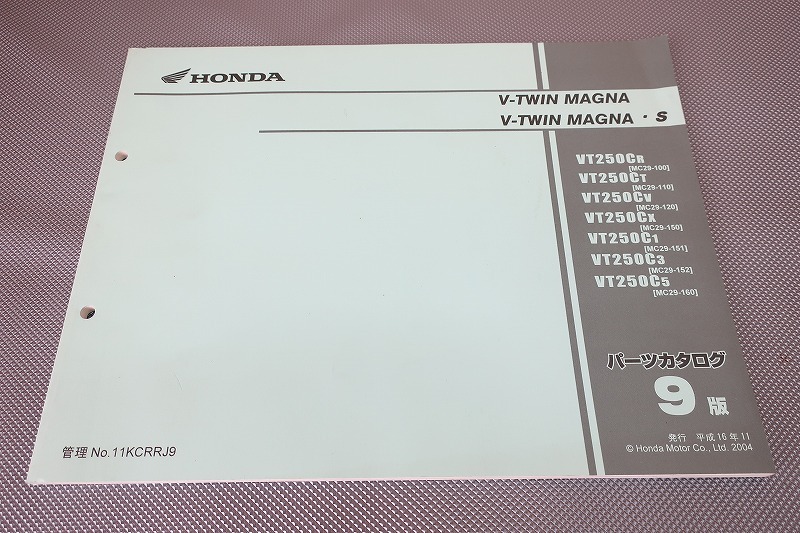 HONDA
V-TWIN MAGNA
V-TWIN MAGNA・S
VT250CR
[MC29-100]
VT250CT
[MC29-110]
VT250CV
[MC29-120]
VT250CX
[MC29-150]
VT250C1
[MC29-151]
VT250C3
[MC29-152]
VT250C5
[MC29-160]
パーツカタログ
9版
発行 平成16年11
© Honda Motor Co., Ltd. 2004
管理 No.11KCRRJ9